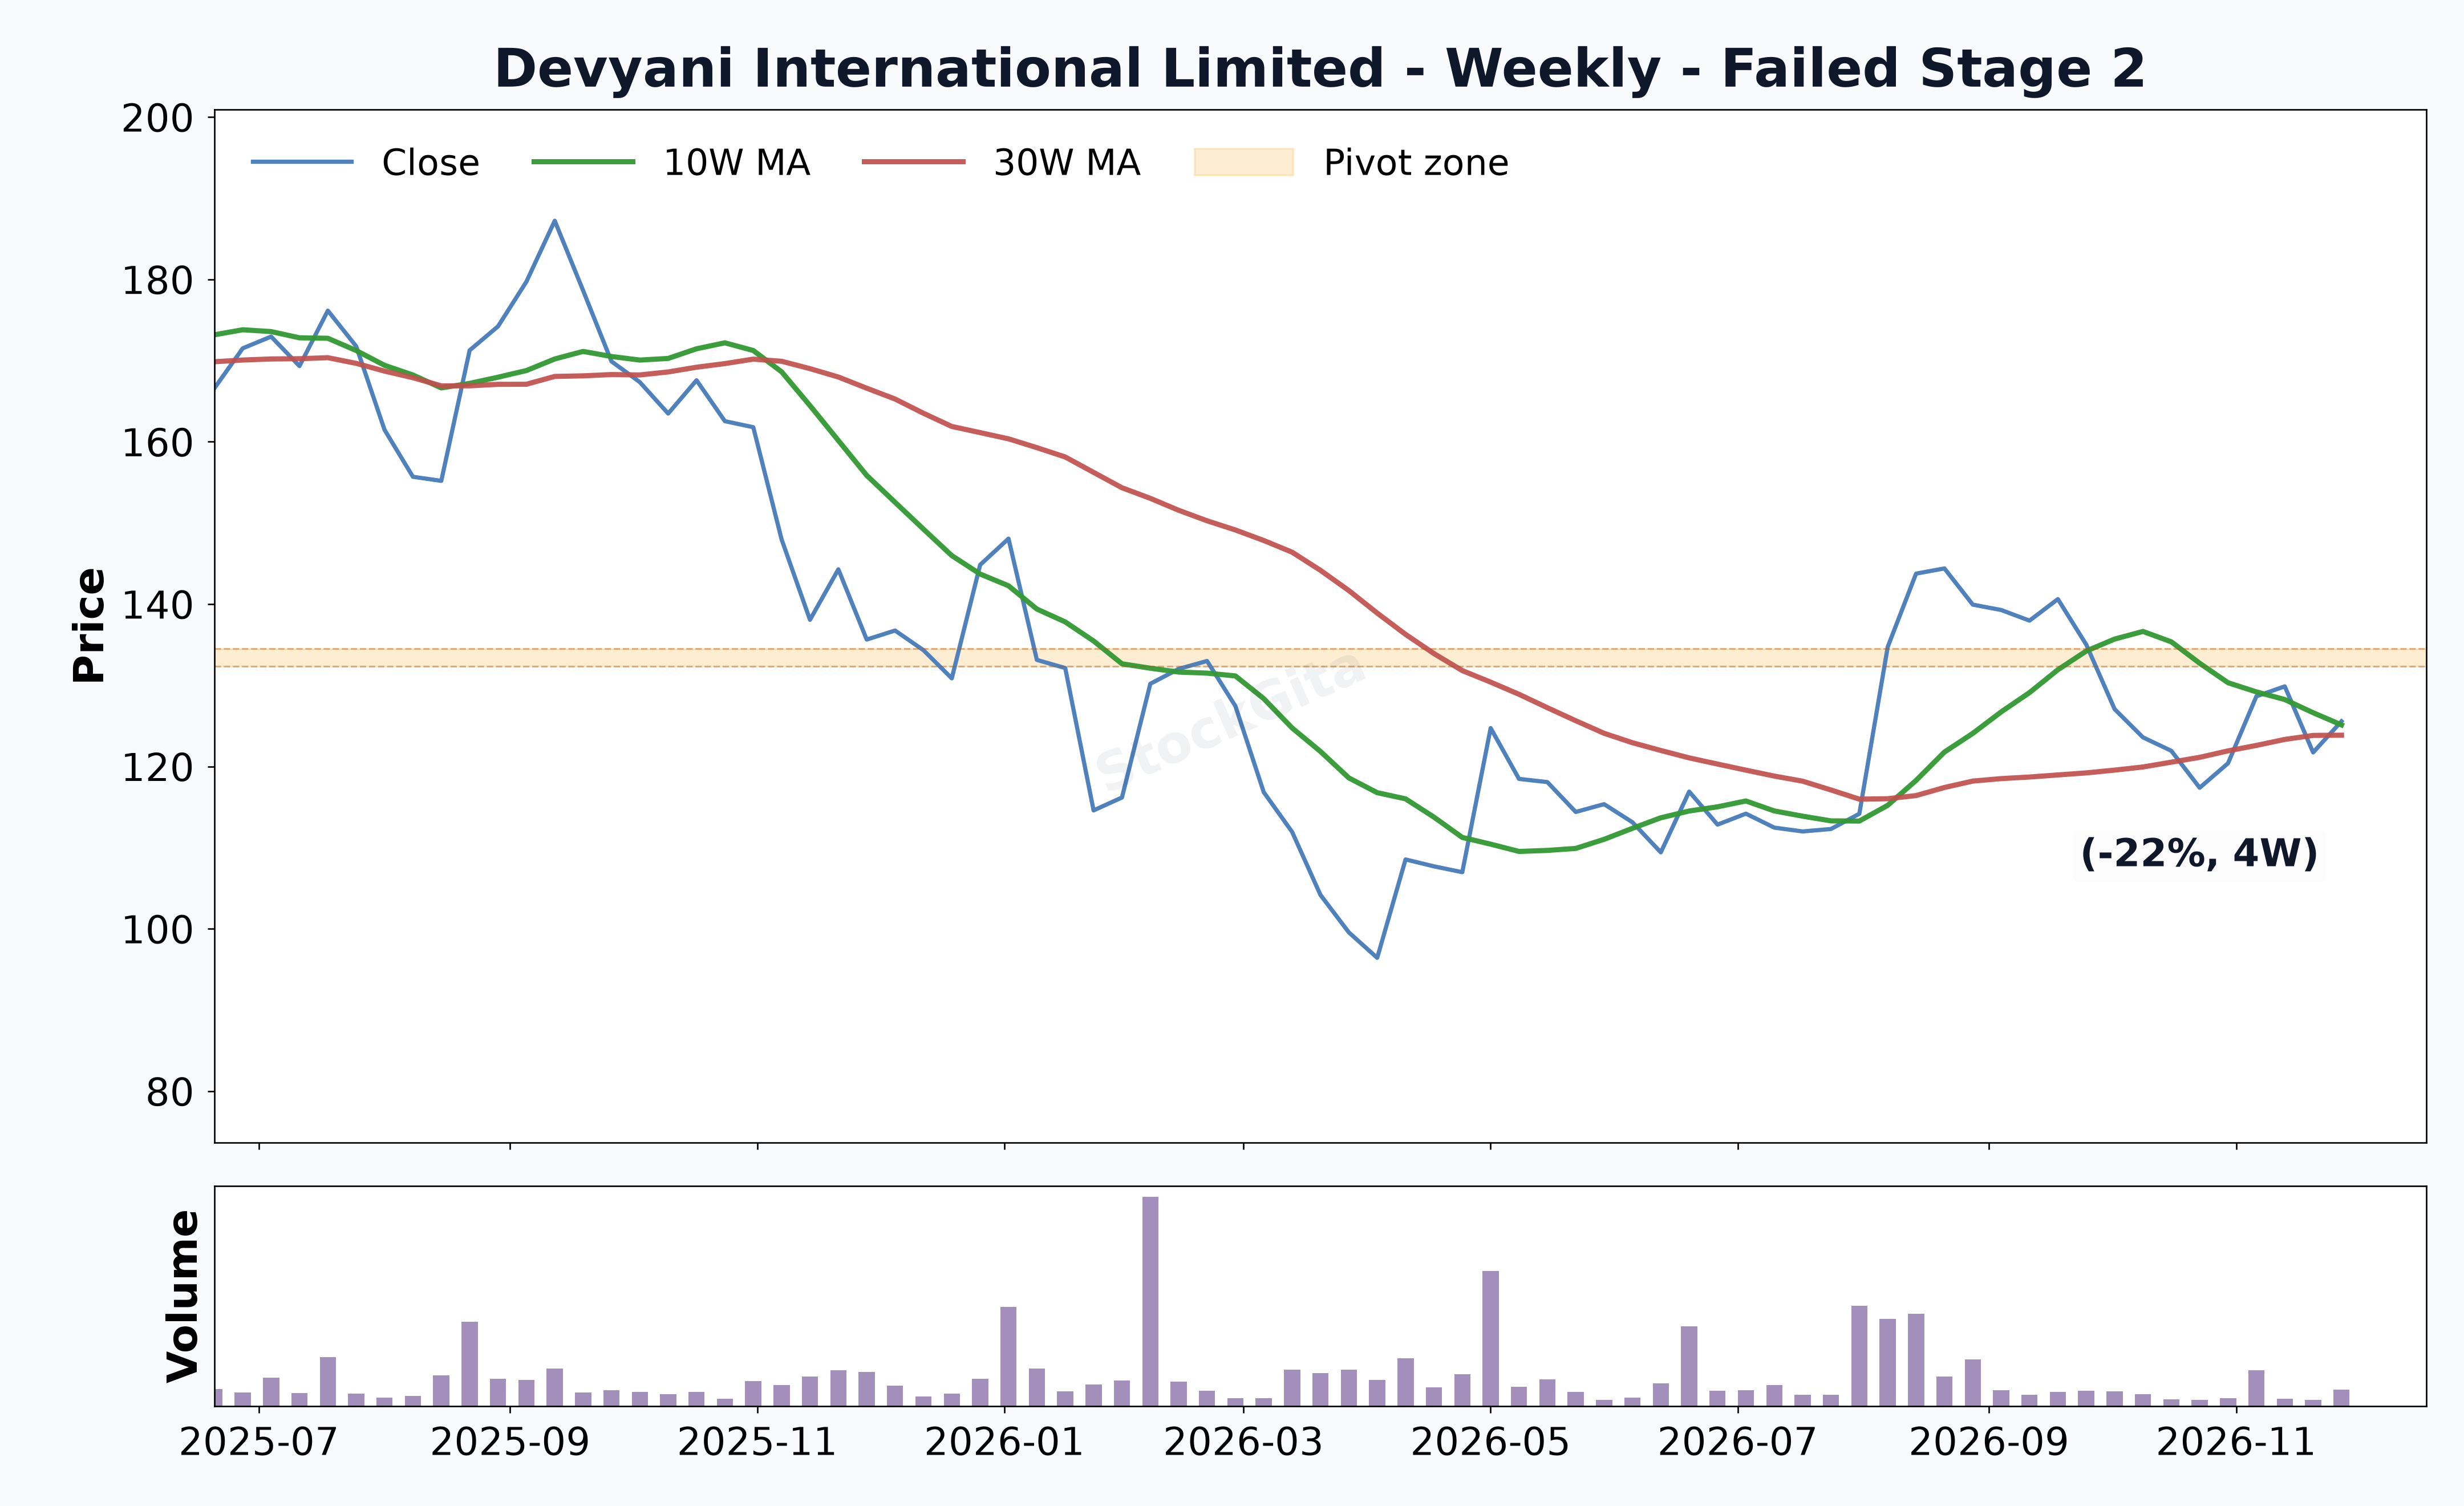 Devyani International Limited - Weekly - Failed Stage 2
Close
10W MA
30W MA
Pivot zone
Price
200
180
160
140
120
100
80
StockGita
(-22%, 4W)
Volume
2025-07
2025-09
2025-11
2026-01
2026-03
2026-05
2026-07
2026-09
2026-11